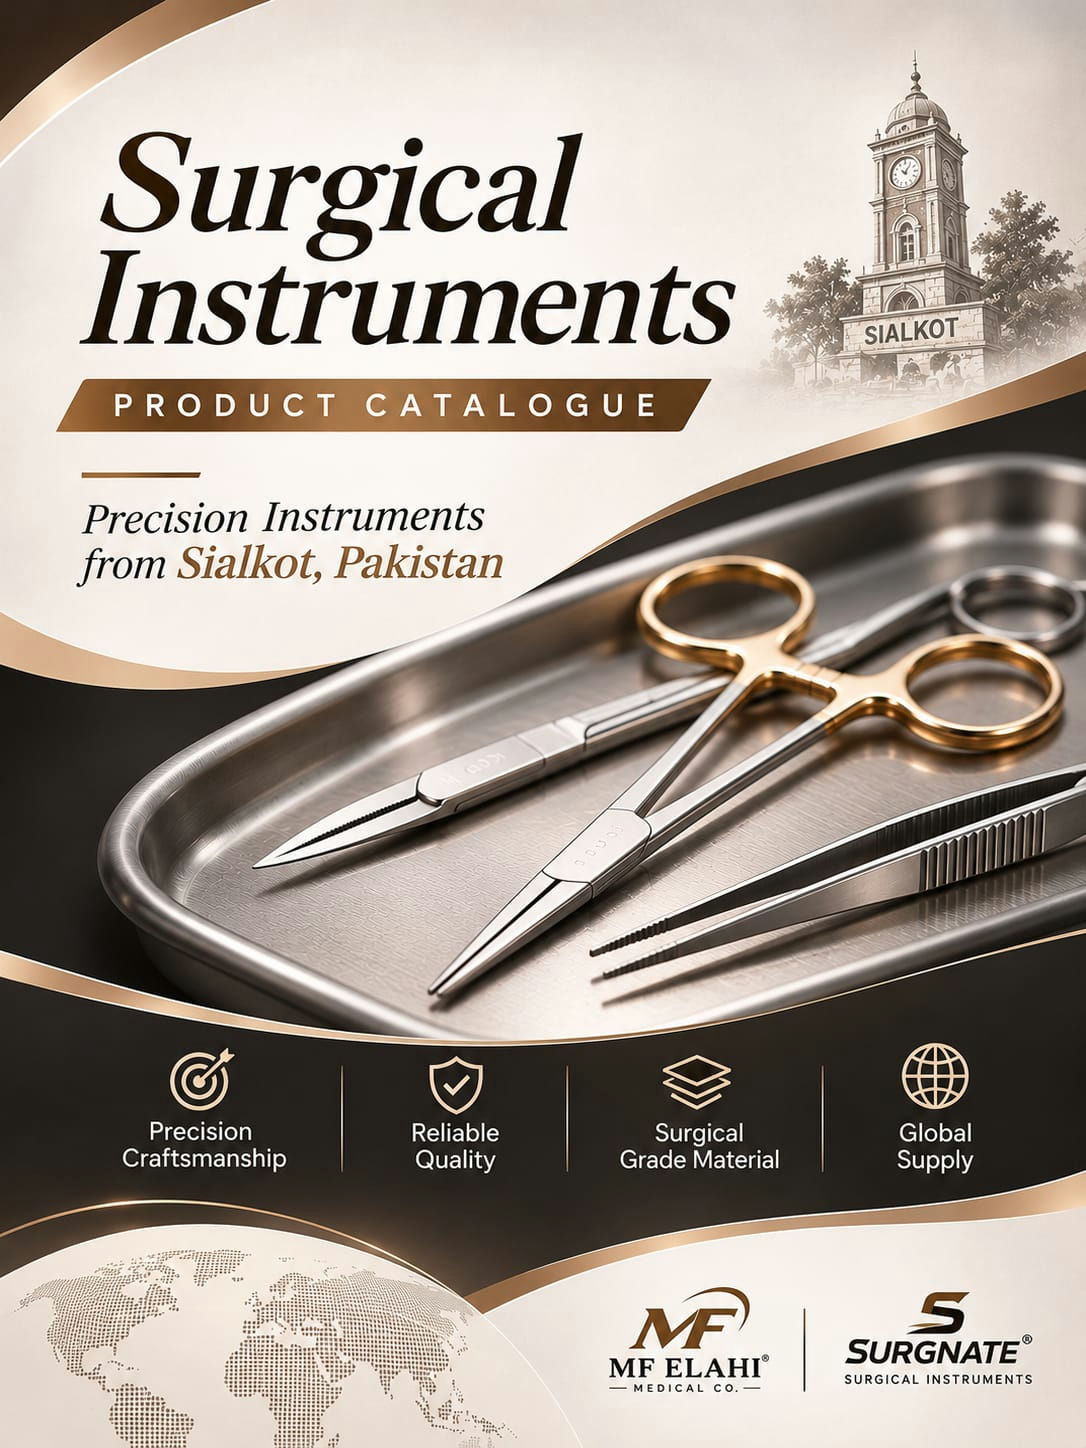 Surgical
Instruments
PRODUCT CATALOGUE
Precision Instruments
from Sialkot, Pakistan
SIALKOT
Precision
Craftsmanship
Reliable
Quality
Surgical
Grade Material
Global
Supply
MF
MF ELAHI®
MEDICAL CO.
S
SURGNATE®
SURGICAL INSTRUMENTS